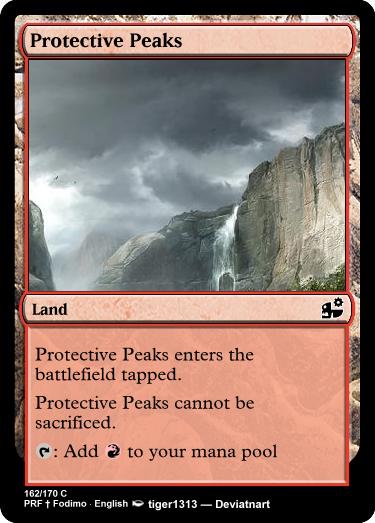 Protective Peaks
Land
Protective Peaks enters the
battlefield tapped.
Protective Peaks cannot be
sacrificed.
: Add to your mana pool
162/170 C
PRF † Fodimo · English tiger1313 — Deviatnart